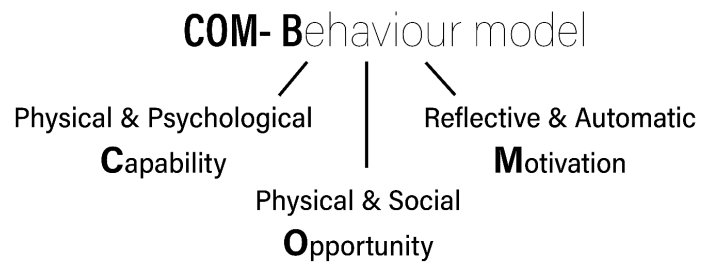 COM- Behaviour model
Physical & Psychological
Capability
Physical & Social
Opportunity
Reflective & Automatic
Motivation